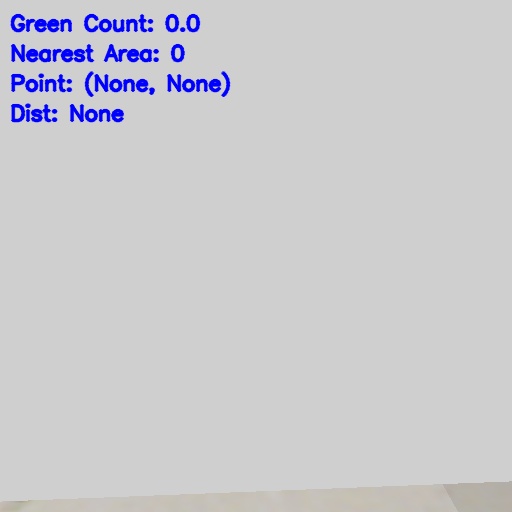 Green Count: 0.0
Nearest Area: 0
Point: (None, None)
Dist: None